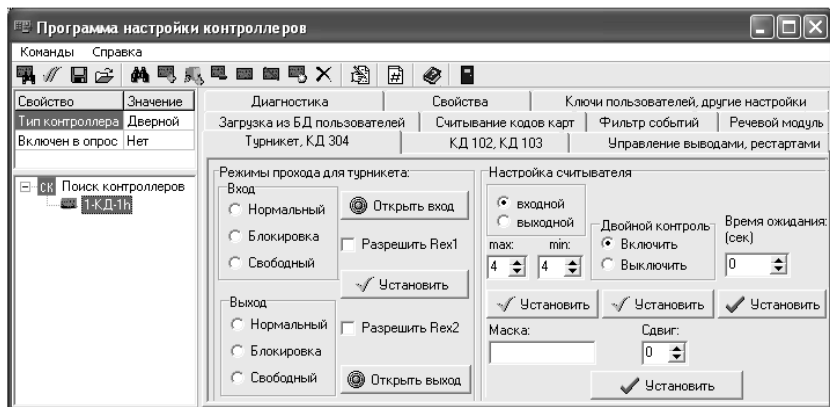 Программа настройки контроллеров
Команды Справка
Свойство Значение
Тип контроллера Дверной
Включен в опрос Нет
СК Поиск контроллеров
1-КД-1h
Диагностика Свойства Ключи пользователей, другие настройки
Загрузка из БД пользователей Считывание кодов карт Фильтр событий Речевой модуль
Турникет, КД 304 КД 102, КД 103 Управление выводами, рестартами
Режимы прохода для турникета:
Вход
Нормальный
Блокировка
Свободный
Открыть вход
Разрешить Rex1
Установить
Выход
Нормальный
Блокировка
Свободный
Разрешить Rex2
Открыть выход
Настройка считывателя
входной
выходной
max: min:
4 4
Двойной контроль
Включить
Выключить
Время ожидания:
(сек)
0
Установить Установить Установить
Маска: Сдвиг:
0
Установить